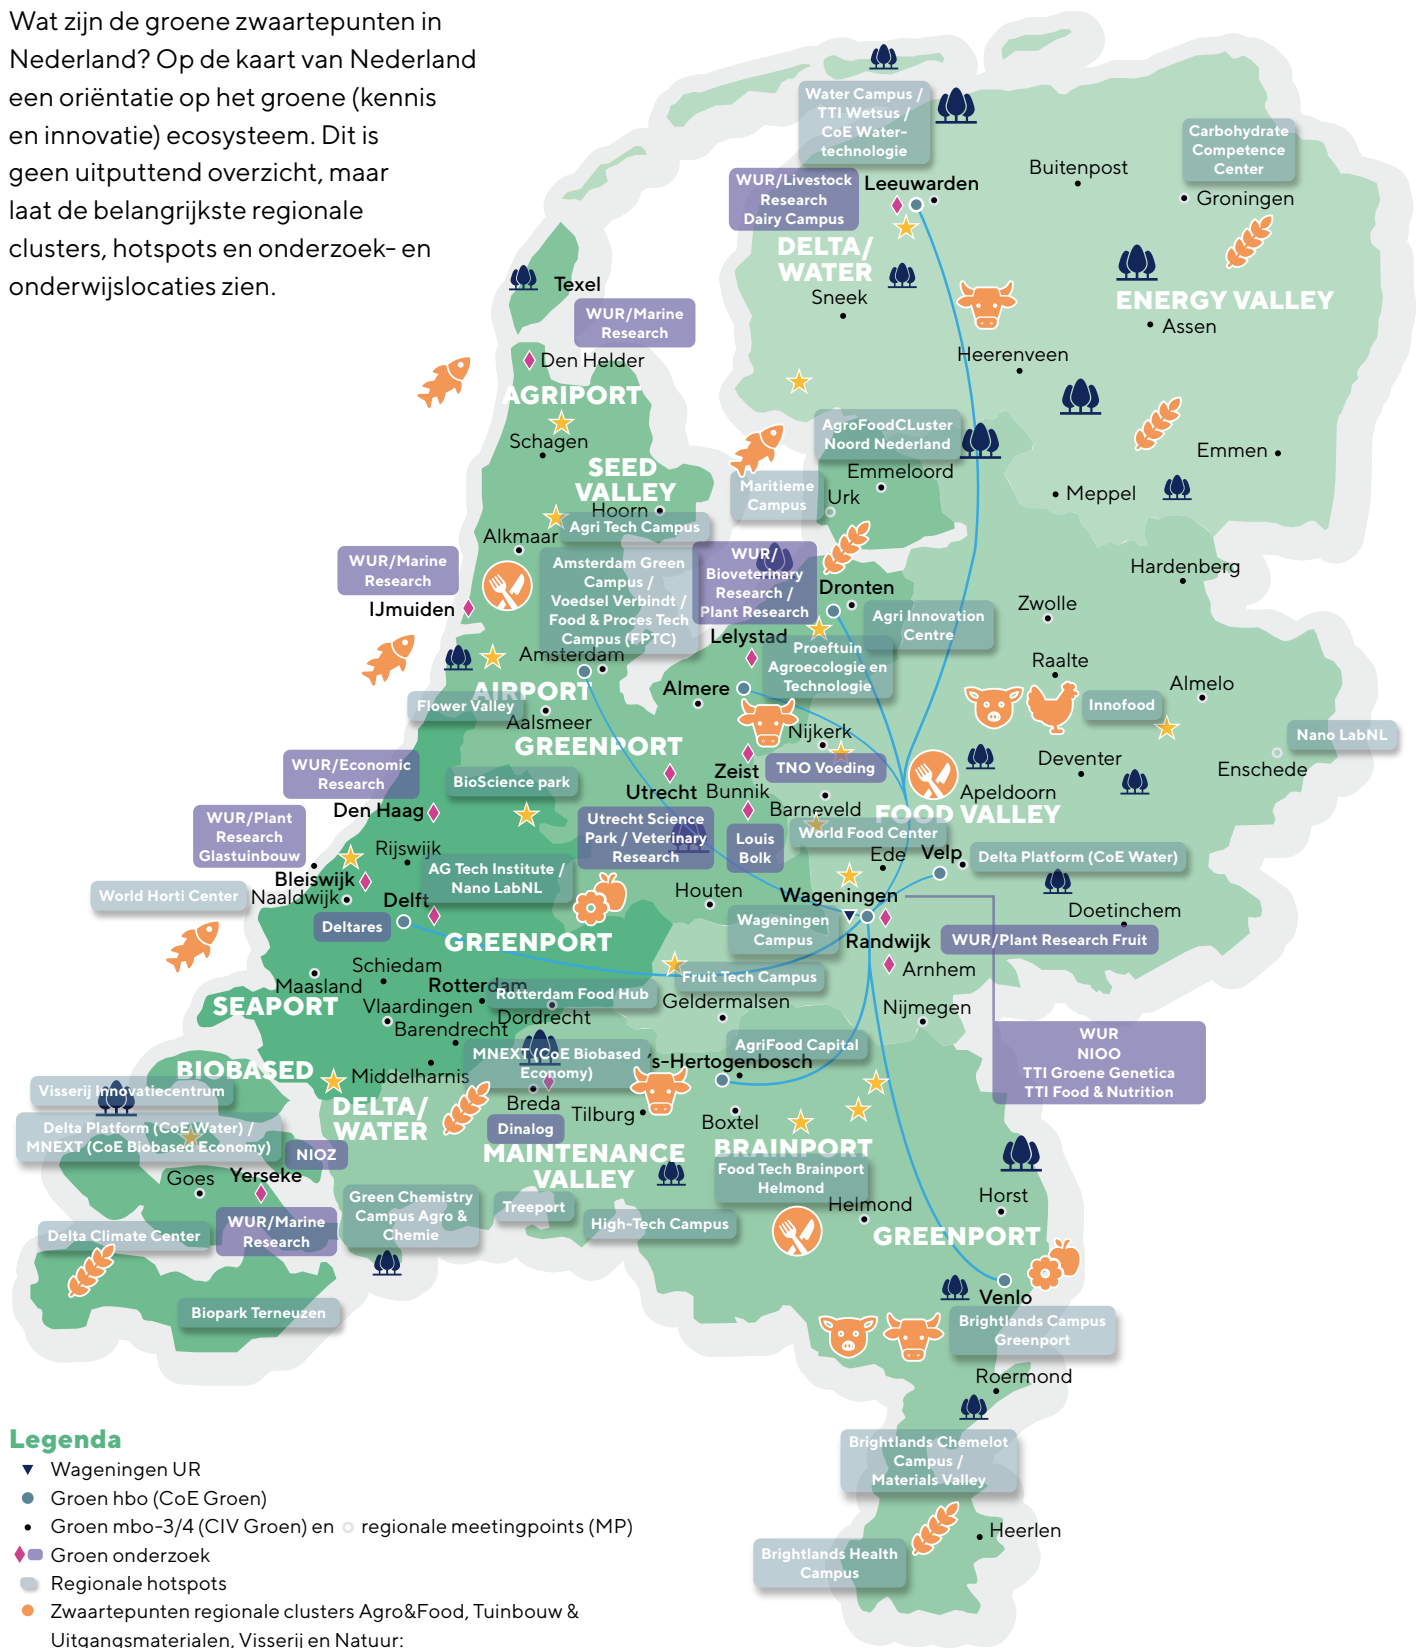 Wat zijn de groene zwaartepunten in
Nederland? Op de kaart van Nederland
een oriëntatie op het groene (kennis
en innovatie) ecosysteem. Dit is
geen uitputtend overzicht, maar
laat de belangrijkste regionale
clusters, hotspots en onderzoek- en
onderwijslocaties zien.
Water Campus /
TTI Wetsus /
CoE Water-
technologie
Carbohydrate
Competence
Center
WUR/Livestock
Research
Dairy Campus
Leeuwarden
Buitenpost
Groningen
DELTA/
WATER
Sneek
ENERGY VALLEY
Assen
Heerenveen
Texel
WUR/Marine
Research
Den Helder
AGRIPORT
Schagen
SEED
VALLEY
Hoorn
Agri Tech Campus
Alkmaar
AgroFoodCLuster
Noord Nederland
Emmeloord
Maritieme
Campus
Urk
Emmen
Meppel
Hardenberg
WUR/Marine
Research
IJmuiden
Amsterdam Green
Campus /
Voedsel Verbindt /
Food & Proces Tech
Campus (FPTC)
Amsterdam
WUR/
Bioveterinary
Research /
Plant Research
Dronten
Lelystad
Agri Innovation
Centre
Proeftuin
Agroecologie en
Technologie
Zwolle
Raalte
Almelo
Innofood
Nano LabNL
Enschede
Deventer
AIRPORT
Flower Valley
Aalsmeer
Almere
Nijkerk
GREENPORT
Zeist
TNO Voeding
Utrecht
Bunnik
Barneveld
Apeldoorn
FOOD VALLEY
WUR/Economic
Research
Den Haag
BioScience park
WUR/Plant
Research
Glastuinbouw
Rijswijk
Bleiswijk
Naaldwijk
World Horti Center
Delft
Deltares
AG Tech Institute /
Nano LabNL
Utrecht Science
Park / Veterinary
Research
Louis
Bolk
World Food Center
Ede
Velp
Delta Platform (CoE Water)
Houten
Wageningen
Wageningen
Campus
Randwijk
Doetinchem
WUR/Plant Research Fruit
Arnhem
GREENPORT
Schiedam
Maasland
Rotterdam
Rotterdam Food Hub
Fruit Tech Campus
Geldermalsen
Nijmegen
SEAPORT
Vlaardingen
Dordrecht
Barendrecht
WUR
NIOO
TTI Groene Genetica
TTI Food & Nutrition
AgriFood Capital
's-Hertogenbosch
MNEXT (CoE Biobased
Economy)
BIOBASED
Middelharnis
Visserij Innovatiecentrum
DELTA/
WATER
Breda
Tilburg
Boxtel
Delta Platform (CoE Water) /
MNEXT (CoE Biobased Economy)
Dinalog
NIOZ
MAINTENANCE
VALLEY
BRAINPORT
Food Tech Brainport
Helmond
Goes
Yerseke
Green Chemistry
Campus Agro &
Chemie
Treeport
High-Tech Campus
Helmond
Horst
GREENPORT
Delta Climate Center
WUR/Marine
Research
Venlo
Biopark Terneuzen
Brightlands Campus
Greenport
Roermond
Brightlands Chemelot
Campus /
Materials Valley
Heerlen
Brightlands Health
Campus
Legenda
Wageningen UR
Groen hbo (CoE Groen)
Groen mbo-3/4 (CIV Groen) en regionale meetingpoints (MP)
Groen onderzoek
Regionale hotspots
Zwaartepunten regionale clusters Agro&Food, Tuinbouw &
Uitgangsmaterialen, Visserij en Natuur: